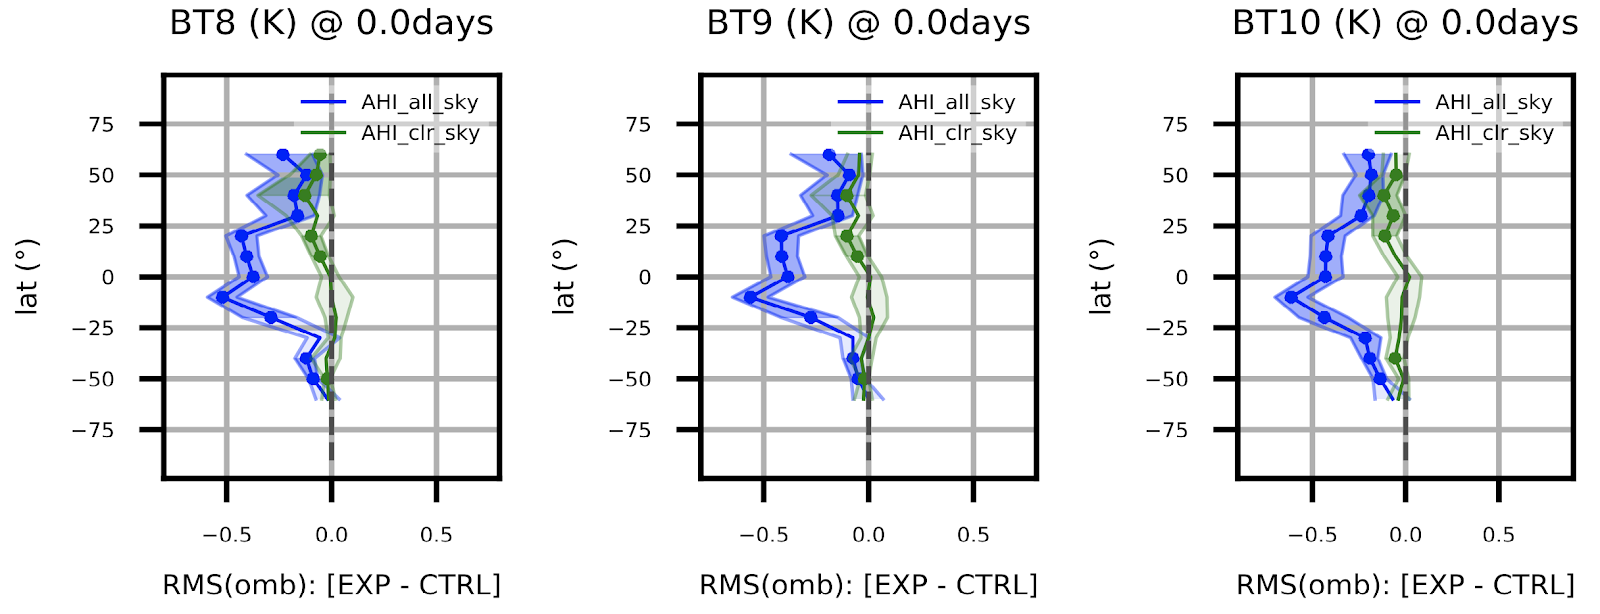 BT8 (K) @ 0.0days
AHI_all_sky
AHI_clr_sky
75
50
25
0
−25
−50
−75
lat (°)
−0.5 0.0 0.5
RMS(omb): [EXP - CTRL]
BT9 (K) @ 0.0days
AHI_all_sky
AHI_clr_sky
75
50
25
0
−25
−50
−75
lat (°)
−0.5 0.0 0.5
RMS(omb): [EXP - CTRL]
BT10 (K) @ 0.0days
AHI_all_sky
AHI_clr_sky
75
50
25
0
−25
−50
−75
lat (°)
−0.5 0.0 0.5
RMS(omb): [EXP - CTRL]